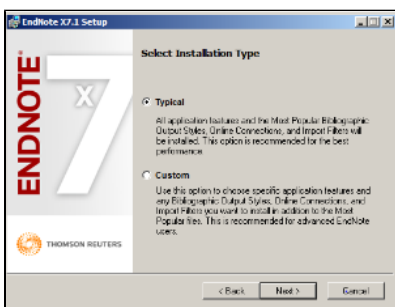 EndNote X7.1 Setup
ENDNOTE
X7
Select Installation Type
Typical
All application features and the Most Popular Bibliographic
Output Styles, Online Connections, and Import Filters will
be installed. This option is recommended for the best
performance.
Custom
Use this option to choose specific application features and
any Bibliographic Output Styles, Online Connections, and
Import Filters you want to install in addition to the Most
Popular files. This is recommended for advanced EndNote
users.
THOMSON REUTERS
< Back
Next >
Cancel